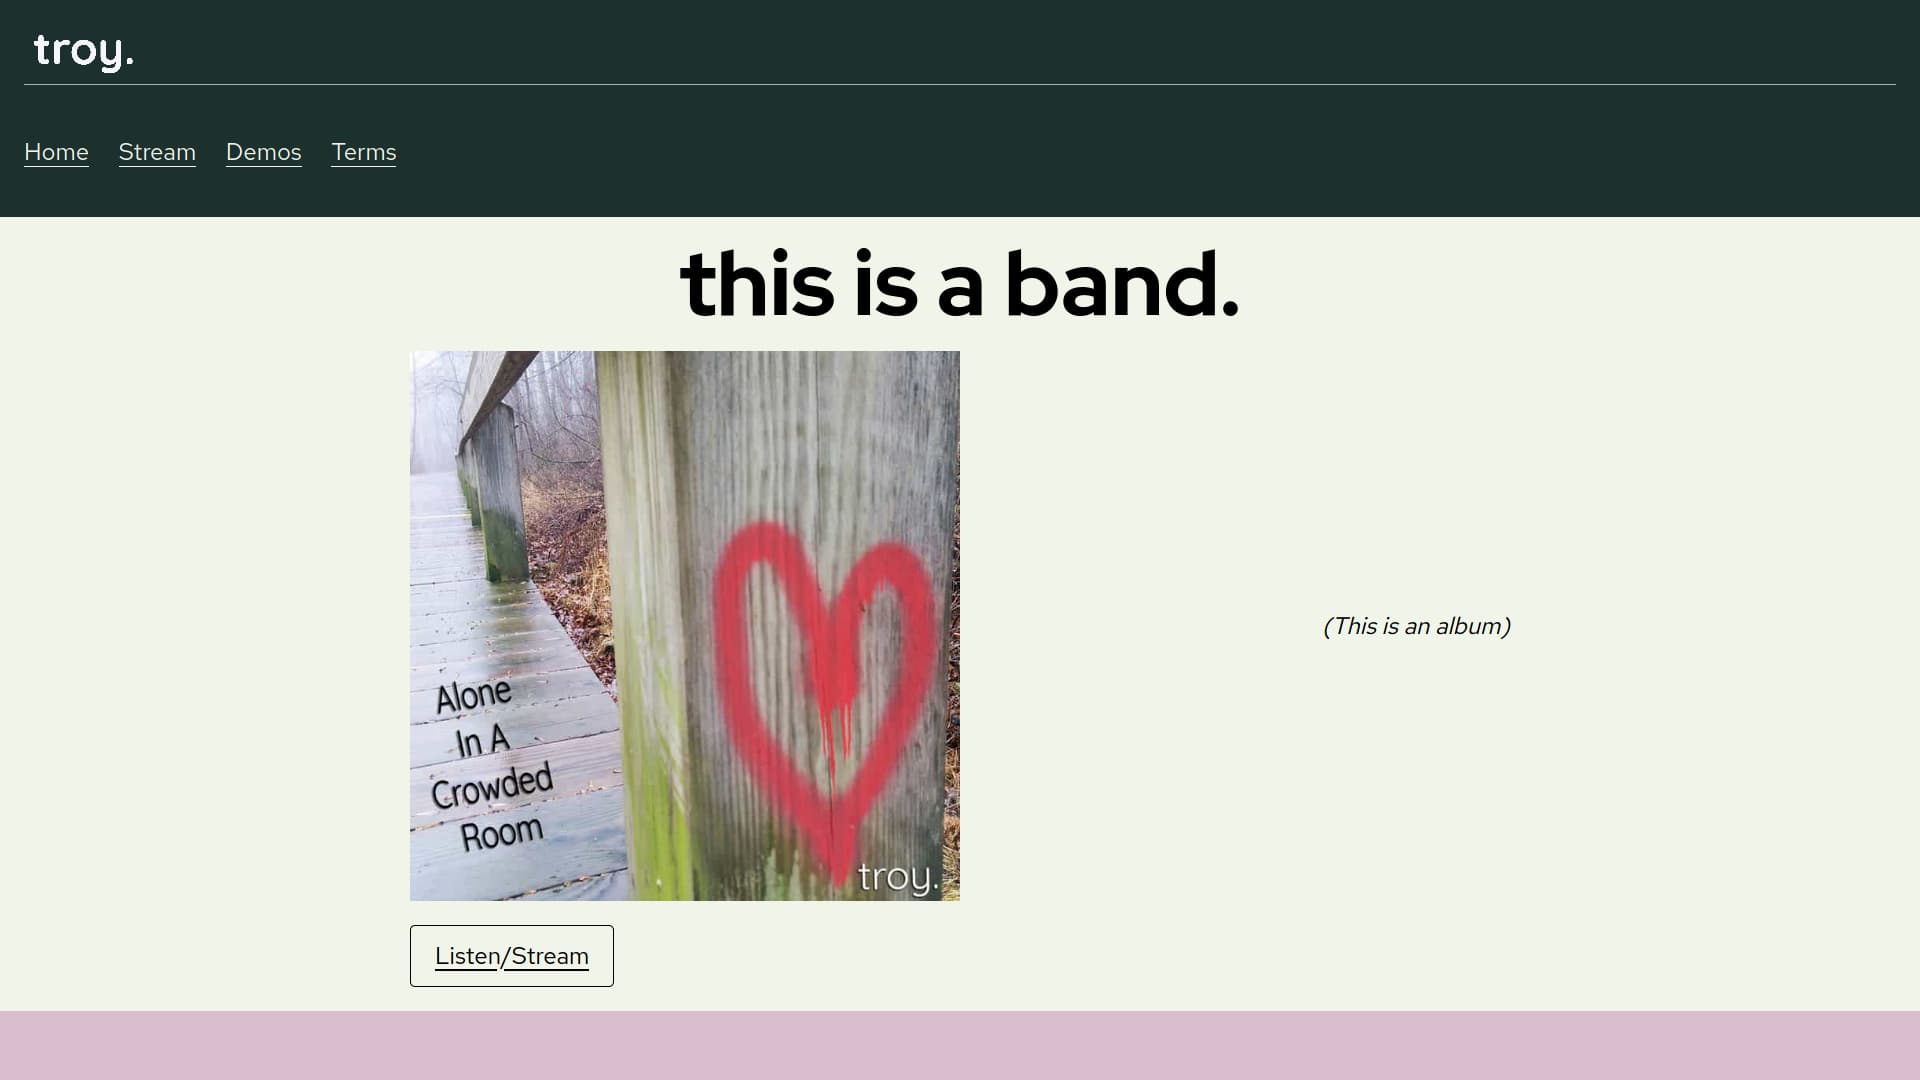 troy.
Home Stream Demos Terms
this is a band.
Alone
In A
Crowded
Room
troy.
(This is an album)
Listen/Stream